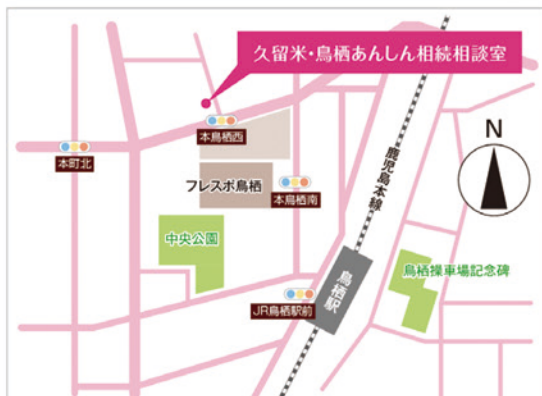 久留米・鳥栖あんしん相続相談室
N
本鳥栖西
本町北
鹿児島本線
フレスポ鳥栖
本鳥栖南
中央公園
鳥栖操車場記念碑
鳥栖駅
JR鳥栖駅前